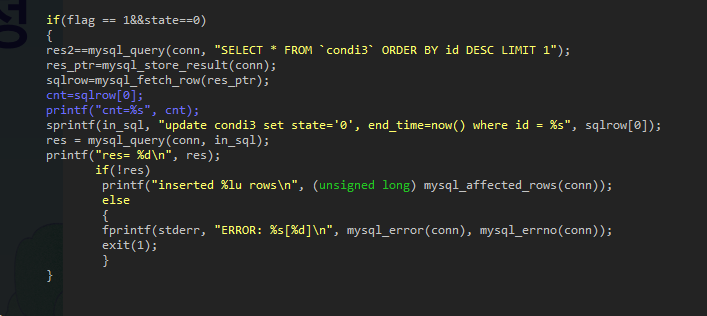 정
if(flag == 1&&state==0)
{
res2==mysql_query(conn, "SELECT * FROM `condi3` ORDER BY id DESC LIMIT 1");
res_ptr=mysql_store_result(conn);
sqlrow=mysql_fetch_row(res_ptr);
cnt=sqlrow[0];
printf("cnt=%s", cnt);
sprintf(in_sql, "update condi3 set state='0', end_time=now() where id = %s", sqlrow[0]);
res = mysql_query(conn, in_sql);
printf("res= %d\n", res);
if(!res)
printf("inserted %lu rows\n", (unsigned long) mysql_affected_rows(conn));
else
{
fprintf(stderr, "ERROR: %s[%d]\n", mysql_error(conn), mysql_errno(conn));
exit(1);
}
}